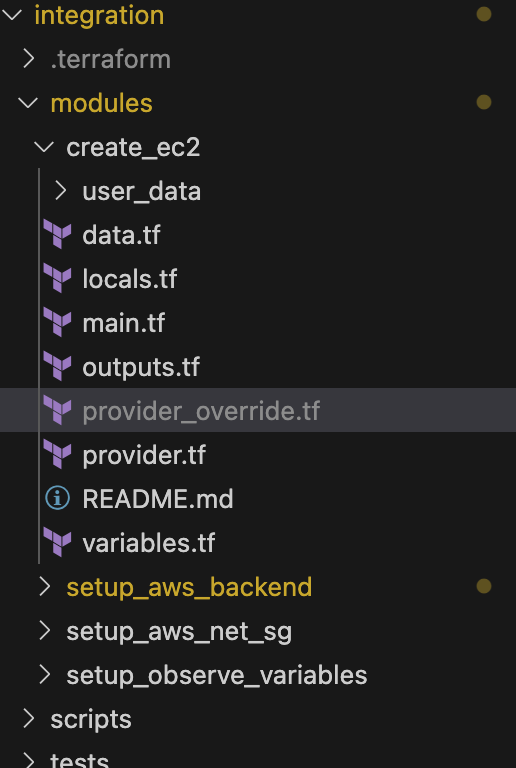 integration
.terraform
modules
create_ec2
user_data
data.tf
locals.tf
main.tf
outputs.tf
provider_override.tf
provider.tf
README.md
variables.tf
setup_aws_backend
setup_aws_net_sg
setup_observe_variables
scripts
tests